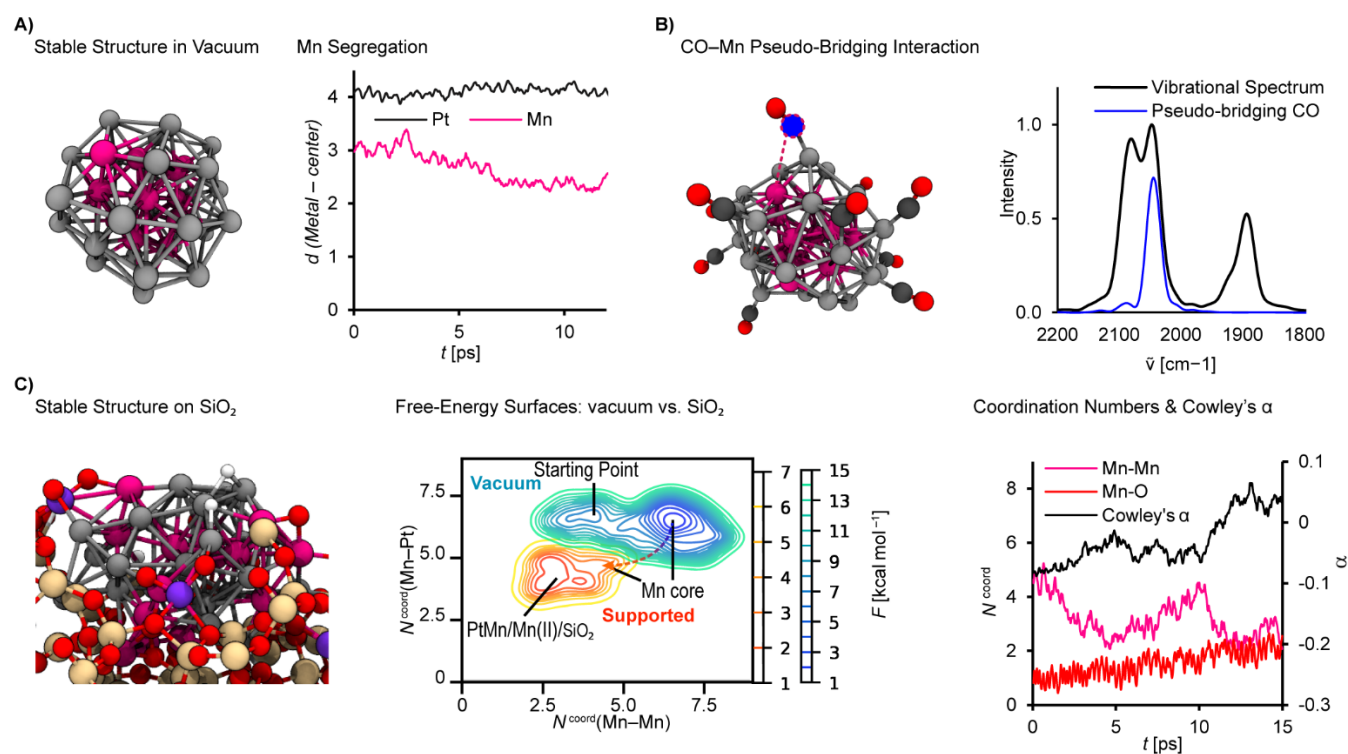 A)
Stable Structure in Vacuum
Mn Segregation
d (Metal – center)
4
3
2
1
0
Pt
Mn
0
5
10
t [ps]
B)
CO–Mn Pseudo-Bridging Interaction
Vibrational Spectrum
Pseudo-bridging CO
Intensity
1.0
0.5
0.0
2200
2100
2000
1900
1800
ṽ [cm−1]
C)
Stable Structure on SiO₂
Free-Energy Surfaces: vacuum vs. SiO₂
N^coord(Mn–Pt)
7.5
5.0
2.5
0
Vacuum
Starting Point
Mn core
Supported
PtMn/Mn(II)/SiO₂
0
2.5
5.0
7.5
N^coord(Mn–Mn)
7
6
5
4
3
2
1
15
13
11
9
7
5
3
1
F [kcal mol⁻¹]
Coordination Numbers & Cowley's α
Mn-Mn
Mn-O
Cowley's α
N^coord
8
6
4
2
0
0.1
0
-0.1
-0.2
-0.3
α
0
5
10
15
t [ps]